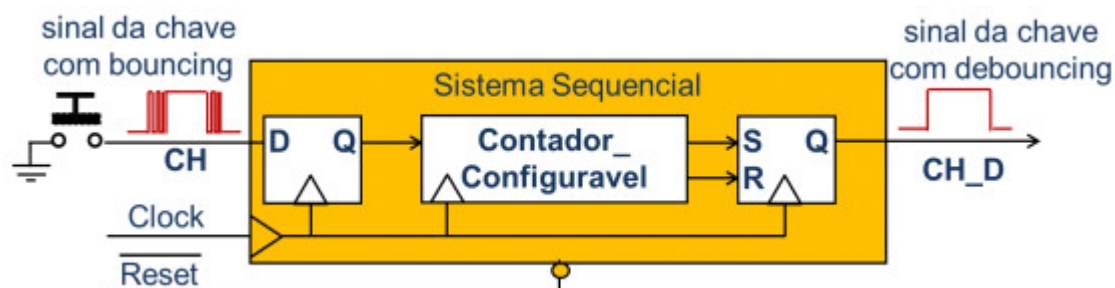 sinal da chave
com bouncing
sinal da chave
com debouncing
Sistema Sequencial
D Q
Contador_
Configuravel
S Q
R
CH
CH_D
Clock
Reset